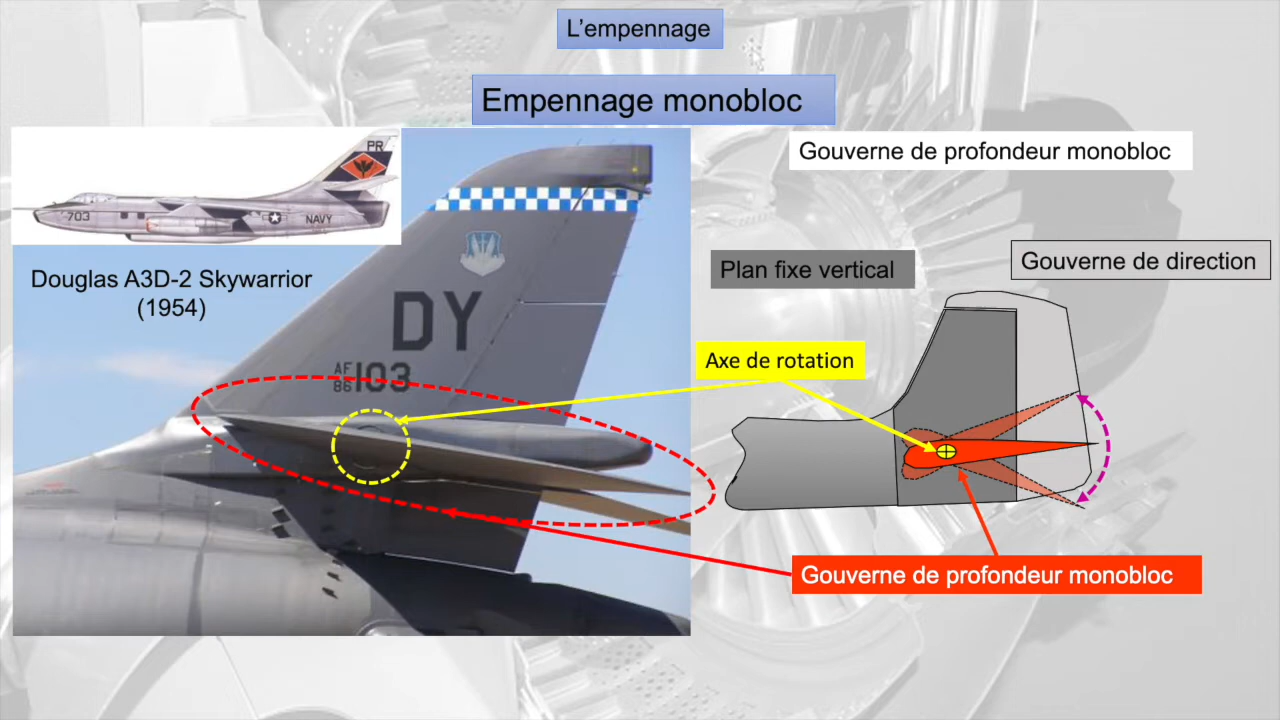 L'empennage
Empennage monobloc
Gouverne de profondeur monobloc
PR
703
NAVY
Douglas A3D-2 Skywarrior
(1954)
DY
AF
86 103
Plan fixe vertical
Gouverne de direction
Axe de rotation
Gouverne de profondeur monobloc